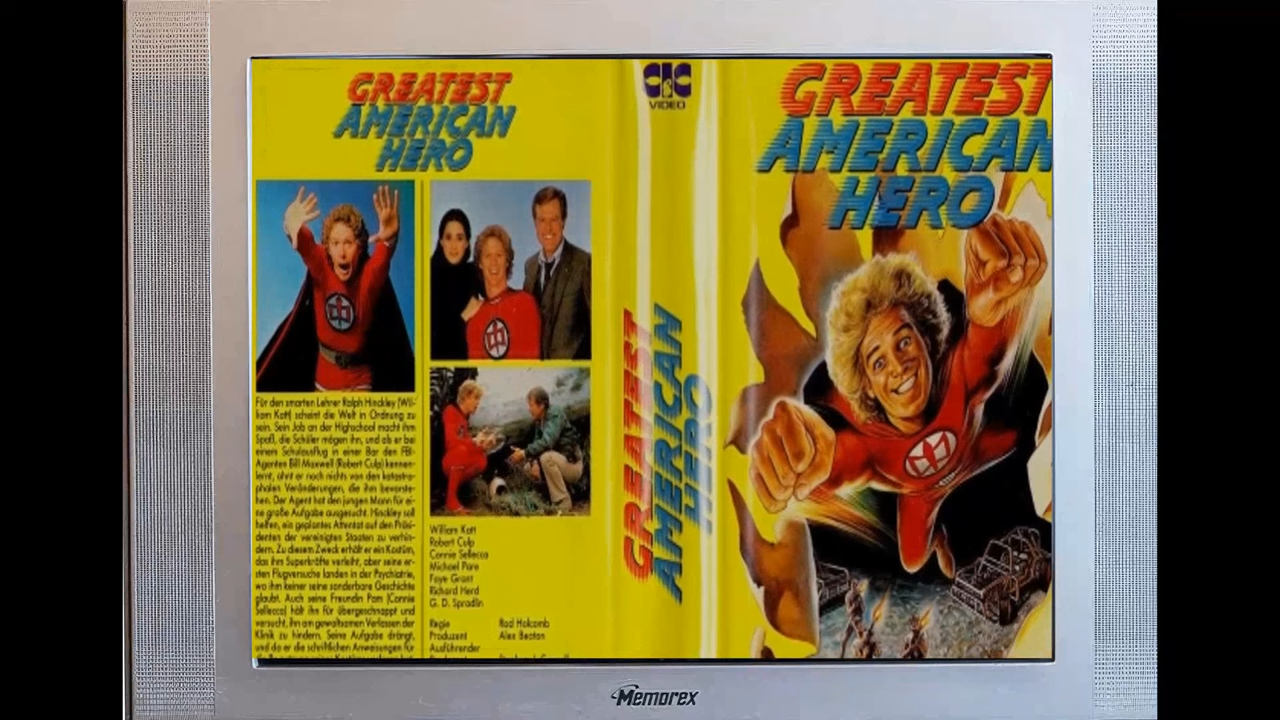 GREATEST
AMERICAN
HERO
Für den smarten Lehrer Ralph Hinckley (Wil-
liam Katt) scheint die Welt in Ordnung zu
sein. Sein Job an der Highschool macht ihm
Spaß, die Schüler mögen ihn, und als er bei
einem Schulausflug in einer Bar den FBI-
Agenten Bill Maxwell (Robert Culp) kennen-
lernt, ahnt er noch nichts von den katastro-
phalen Veränderungen, die ihm bevorste-
hen. Der Agent hat den jungen Mann für ei-
ne große Aufgabe ausgesucht. Hinckley soll
helfen, ein geplantes Attentat auf den Präsi-
denten der vereinigten Staaten zu verhin-
dern. Zu diesem Zweck erhält er ein Kostüm,
das ihm Superkräfte verleiht, aber seine er-
sten Flugversuche landen in der Psychiatrie,
wo ihm keiner seine sonderbare Geschichte
glaubt. Auch seine Freundin Pam (Connie
Sellecca) hält ihn für übergeschnappt und
versucht, ihn am gewaltsamen Verlassen der
Klinik zu hindern. Seine Aufgabe drängt,
und da er die schriftlichen Anweisungen für
William Katt
Robert Culp
Connie Sellecca
Michael Pare
Faye Grant
Richard Herd
G. D. Spradlin
Regie Rod Holcomb
Produzent Alex Beaton
Ausführender
CIC
VIDEO
GREATEST
AMERICAN
HERO
GREATEST
AMERICAN
HERO
Memorex